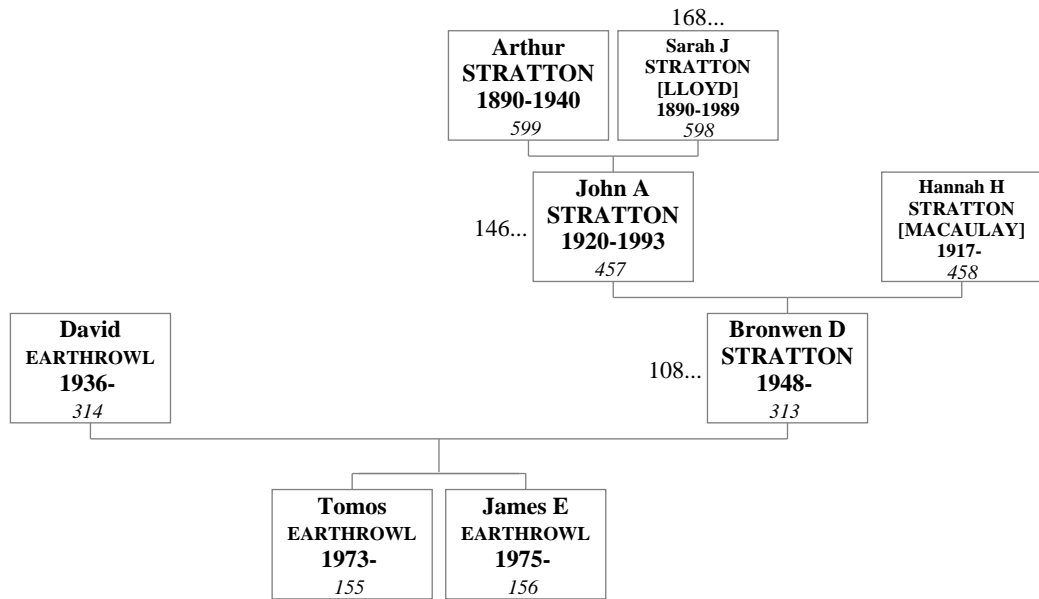 168...
Arthur
STRATTON
1890-1940
599
Sarah J
STRATTON
[LLOYD]
1890-1989
598
146...
John A
STRATTON
1920-1993
457
Hannah H
STRATTON
[MACAULAY]
1917-
458
David
EARTHROWL
1936-
314
108...
Bronwen D
STRATTON
1948-
313
Tomos
EARTHROWL
1973-
155
James E
EARTHROWL
1975-
156